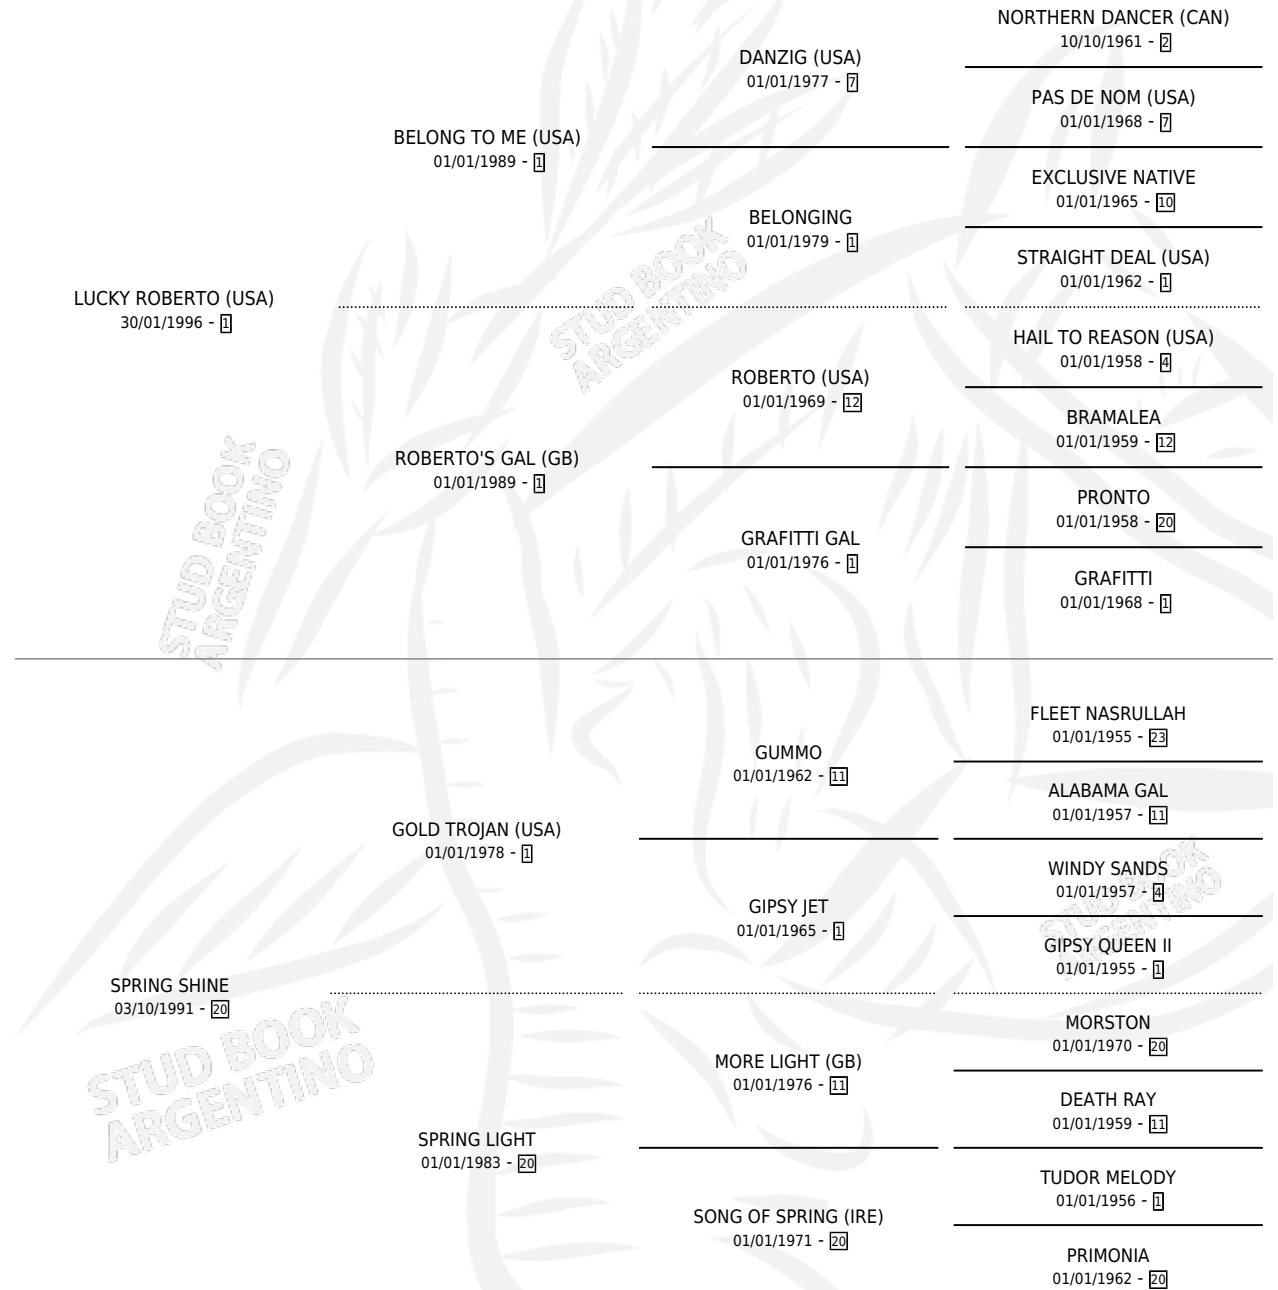 NORTHERN DANCER (CAN)
10/10/1961 - 2
DANZIG (USA)
01/01/1977 - 7
PAS DE NOM (USA)
01/01/1968 - 7
BELONG TO ME (USA)
01/01/1989 - 1
EXCLUSIVE NATIVE
01/01/1965 - 10
BELONGING
01/01/1979 - 1
STRAIGHT DEAL (USA)
01/01/1962 - 1
LUCKY ROBERTO (USA)
30/01/1996 - 1
STUD BOOK
ARGENTINO
HAIL TO REASON (USA)
01/01/1958 - 4
ROBERTO (USA)
01/01/1969 - 12
BRAMALEA
01/01/1959 - 12
ROBERTO'S GAL (GB)
01/01/1989 - 1
PRONTO
01/01/1958 - 20
GRAFITTI GAL
01/01/1976 - 1
GRAFITTI
01/01/1968 - 1
STUD BOOK
ARGENTINO
FLEET NASRULLAH
01/01/1955 - 23
GUMMO
01/01/1962 - 11
ALABAMA GAL
01/01/1957 - 11
GOLD TROJAN (USA)
01/01/1978 - 1
WINDY SANDS
01/01/1957 - 4
GIPSY JET
01/01/1965 - 1
GIPSY QUEEN II
01/01/1955 - 1
STUD BOOK
ARGENTINO
SPRING SHINE
03/10/1991 - 20
MORSTON
01/01/1970 - 20
MORE LIGHT (GB)
01/01/1976 - 11
DEATH RAY
01/01/1959 - 11
STUD BOOK
ARGENTINO
SPRING LIGHT
01/01/1983 - 20
TUDOR MELODY
01/01/1956 - 1
SONG OF SPRING (IRE)
01/01/1971 - 20
PRIMONIA
01/01/1962 - 20